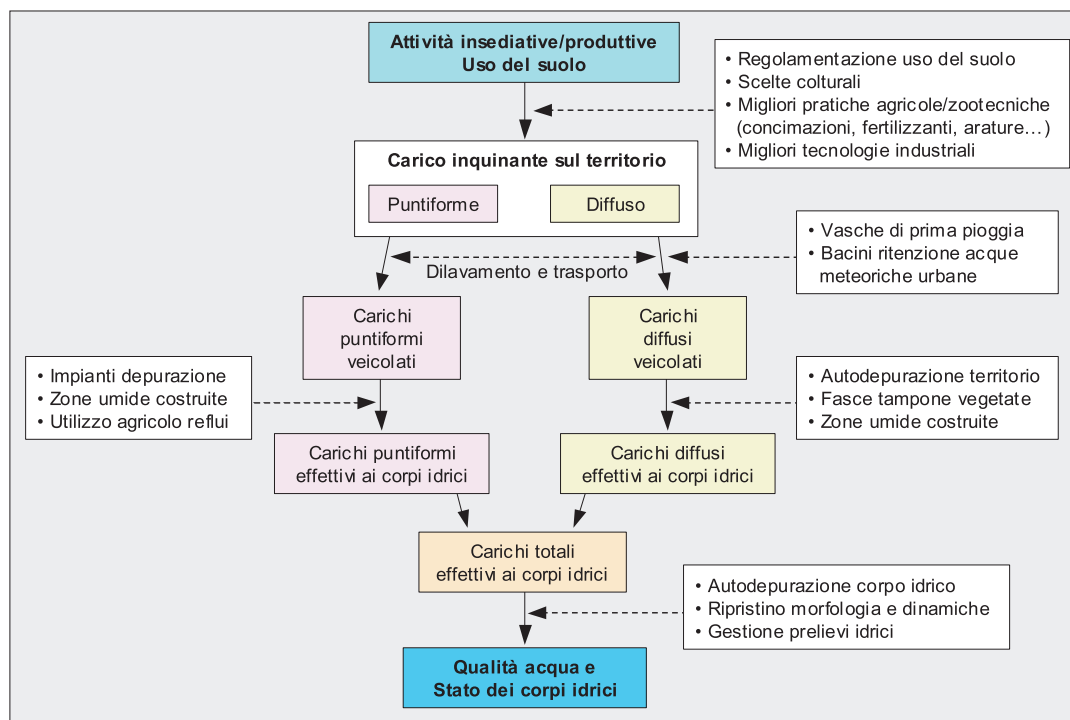 Attività insediative/produttive
Uso del suolo
• Regolamentazione uso del suolo
• Scelte colturali
• Migliori pratiche agricole/zootecniche
(concimazioni, fertilizzanti, arature…)
• Migliori tecnologie industriali
Carico inquinante sul territorio
Puntiforme
Diffuso
• Vasche di prima pioggia
• Bacini ritenzione acque
meteoriche urbane
Dilavamento e trasporto
Carichi
puntiformi
veicolati
Carichi
diffusi
veicolati
• Impianti depurazione
• Zone umide costruite
• Utilizzo agricolo reflui
• Autodepurazione territorio
• Fasce tampone vegetate
• Zone umide costruite
Carichi puntiformi
effettivi ai corpi idrici
Carichi diffusi
effettivi ai corpi idrici
Carichi totali
effettivi ai corpi idrici
• Autodepurazione corpo idrico
• Ripristino morfologia e dinamiche
• Gestione prelievi idrici
Qualità acqua e
Stato dei corpi idrici